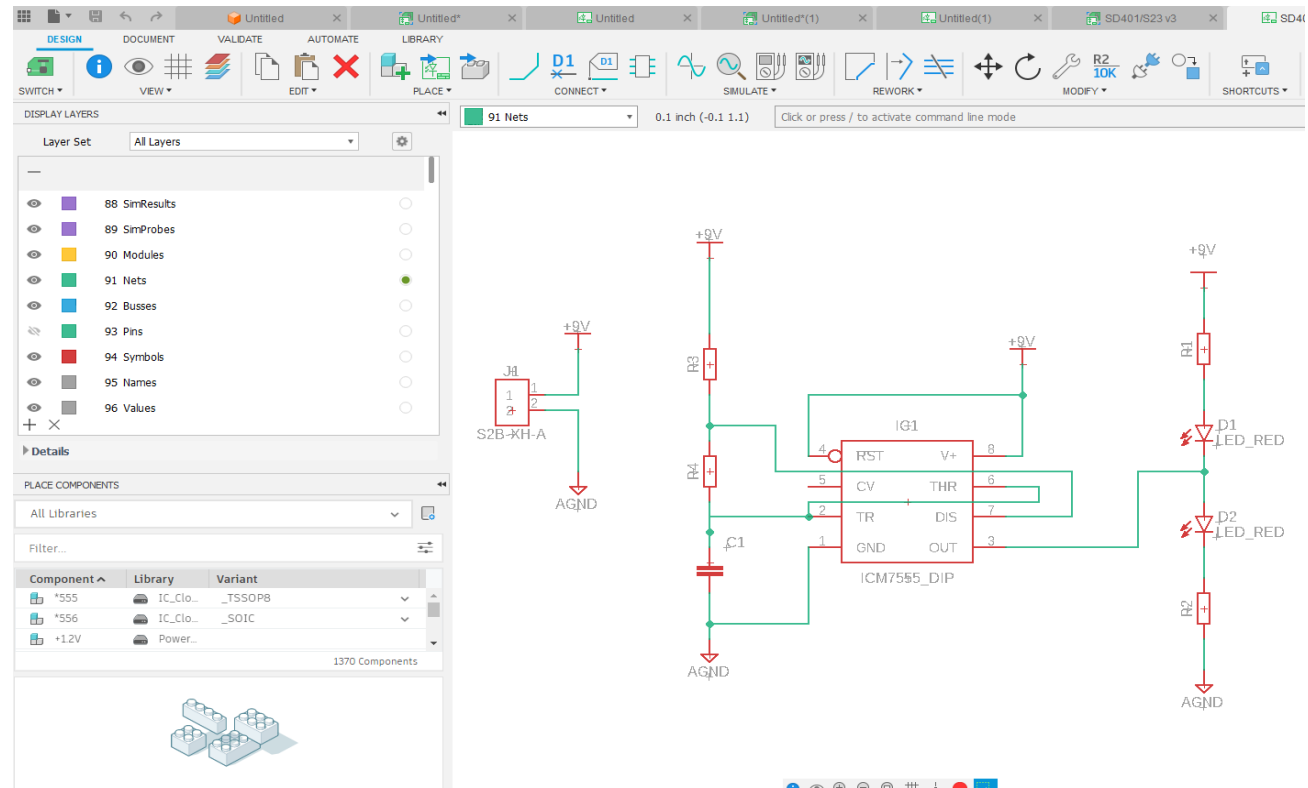 Untitled
Untitled*
Untitled
Untitled*(1)
Untitled(1)
SD401/S23 v3
SD40
DESIGN DOCUMENT VALIDATE AUTOMATE LIBRARY
D1 D1 R2
10K
SWITCH VIEW EDIT PLACE CONNECT SIMULATE REWORK MODIFY SHORTCUTS
DISPLAY LAYERS
91 Nets 0.1 inch (-0.1 1.1) Click or press / to activate command line mode
Layer Set All Layers
88 SimResults
89 SimProbes
90 Modules
91 Nets
92 Busses
93 Pins
94 Symbols
95 Names
96 Values
Details
PLACE COMPONENTS
All Libraries
Filter...
Component Library Variant
*555 IC_Clo... _TSSOP8
*556 IC_Clo... _SOIC
+1.2V Power...
1370 Components
+9V
J1
1
2
1
2
S2B-XH-A
AGND
+9V
R3
R4
C1
AGND
+9V
IC1
4 RST V+ 8
5 CV THR 6
2 TR DIS 7
1 GND OUT 3
ICM7555_DIP
+9V
R1
D1
LED_RED
D2
LED_RED
R2
AGND